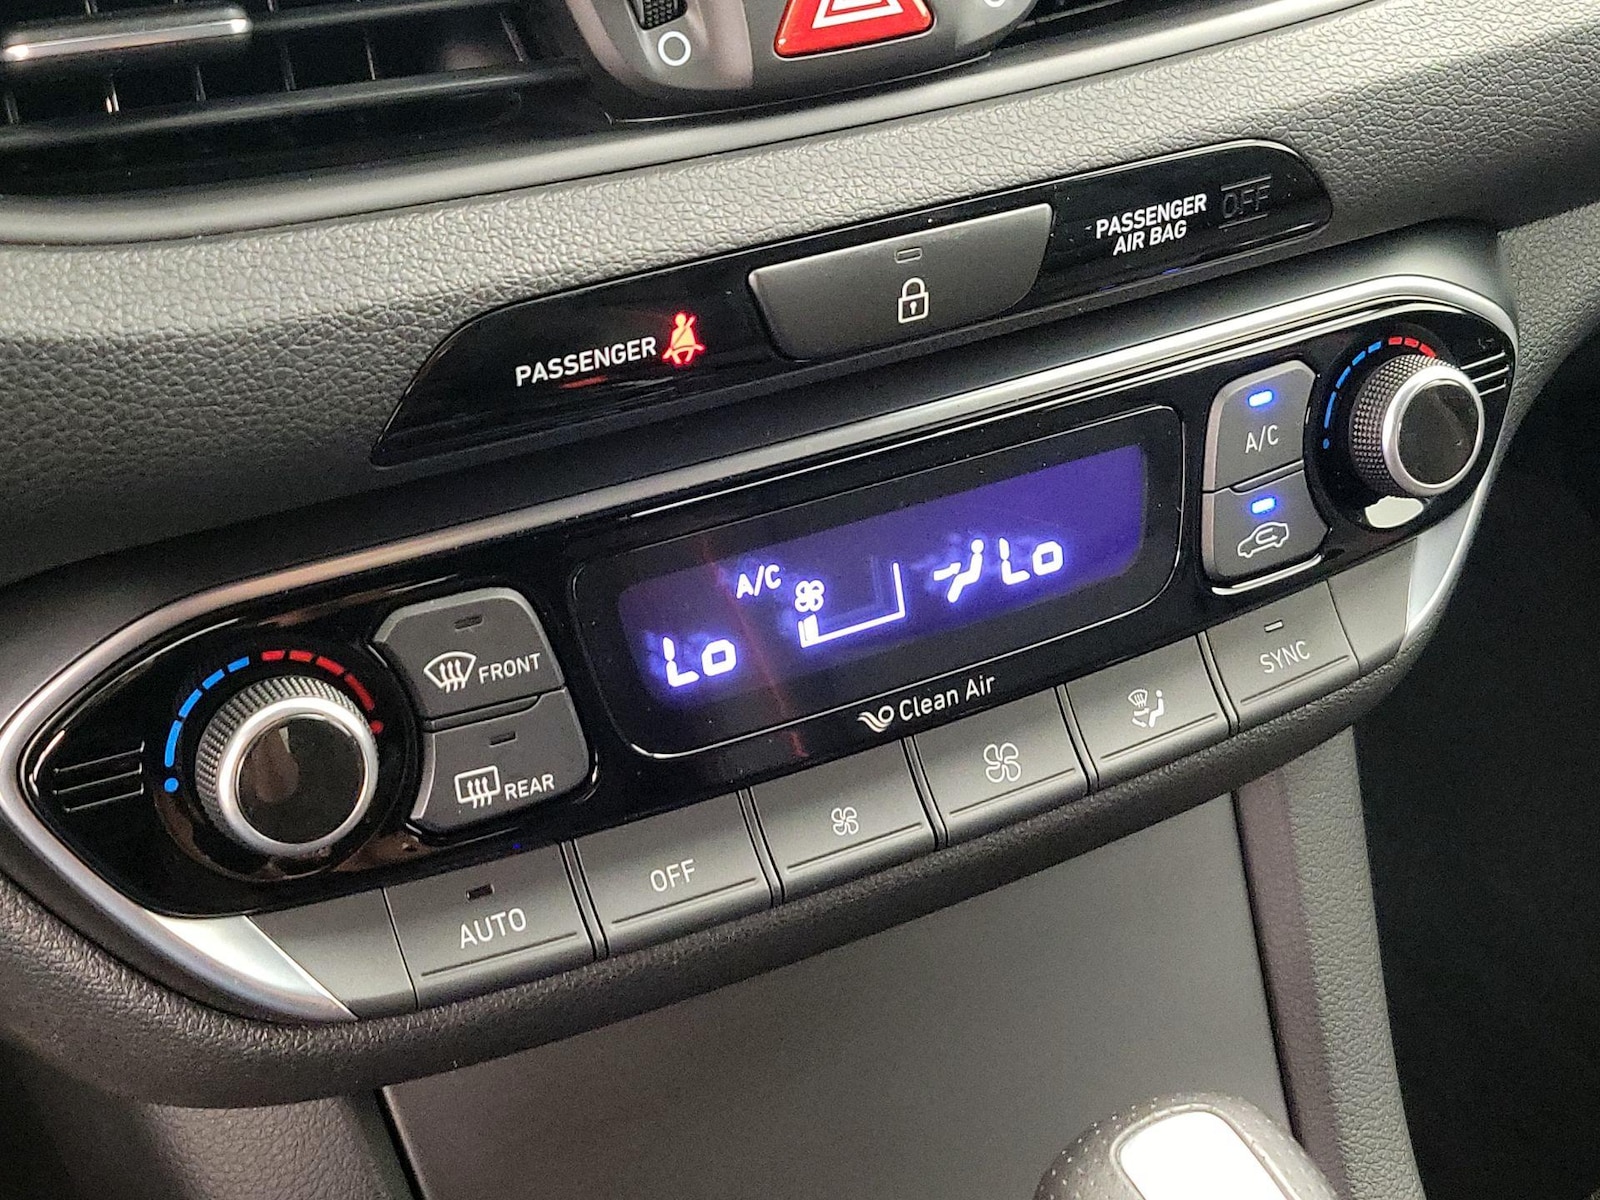 PASSENGER
PASSENGER OFF
AIR BAG
A/C
A/C
Lo
Lo
FRONT
REAR
Clean Air
AUTO
OFF
SYNC